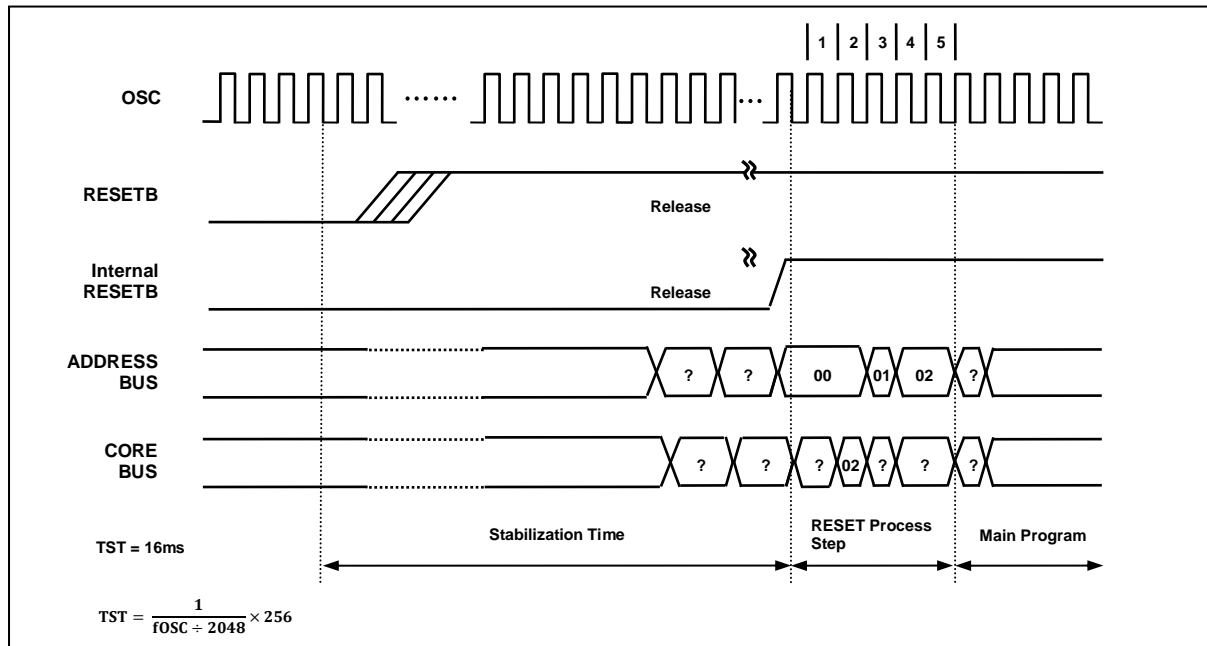 1 2 3 4 5
OSC
RESETB
Release
Internal
RESETB
Release
ADDRESS
BUS
? ? 00 01 02 ?
CORE
BUS
? ? ? 02 ? ? ?
TST = 16ms
Stabilization Time
RESET Process
Step
Main Program
TST = 1 / fOSC ÷ 2048 × 256